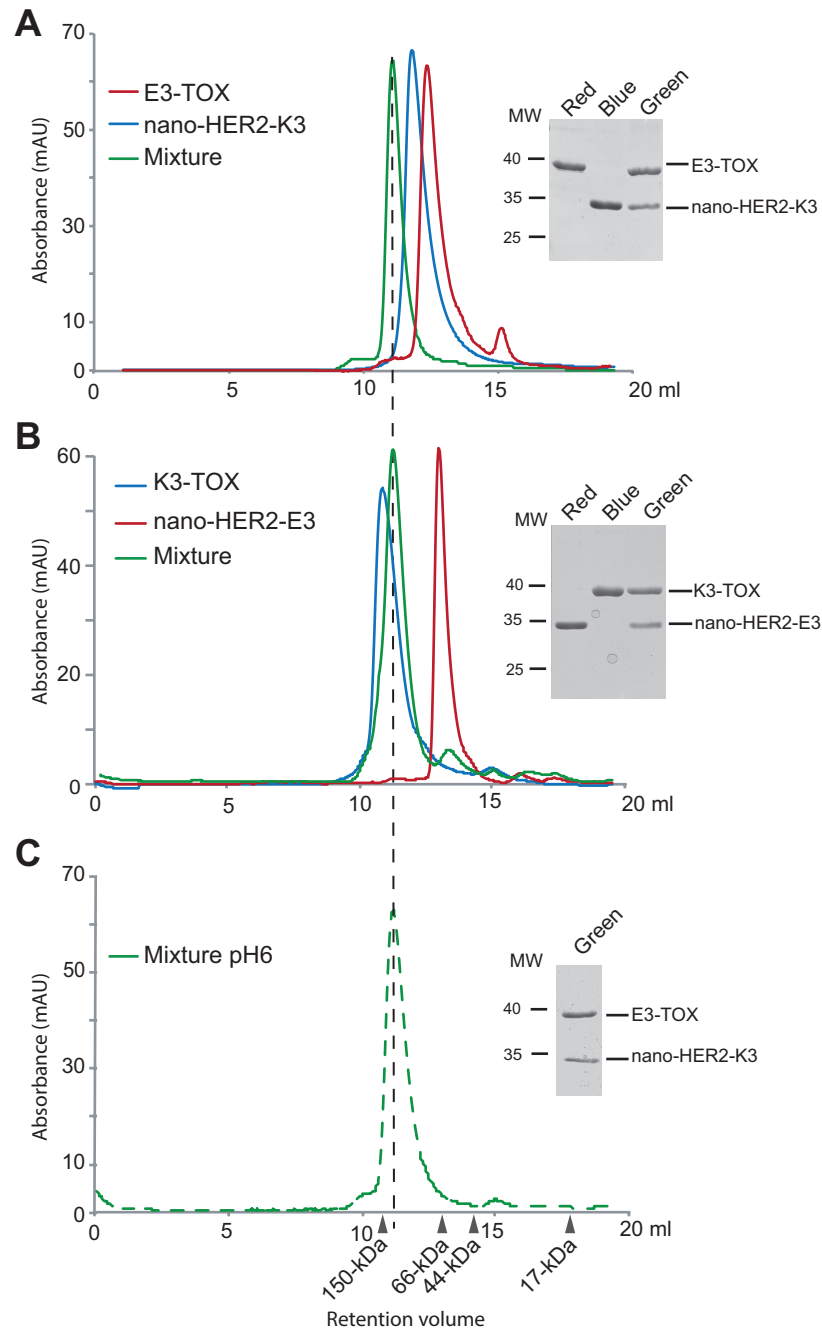 A
70
50
30
10
0
Absorbance (mAU)
E3-TOX
nano-HER2-K3
Mixture
0
5
10
15
20 ml
MW
Red
Blue
Green
40
35
25
E3-TOX
nano-HER2-K3
B
60
40
20
0
Absorbance (mAU)
K3-TOX
nano-HER2-E3
Mixture
0
5
10
15
20 ml
MW
Red
Blue
Green
40
35
25
K3-TOX
nano-HER2-E3
C
70
50
30
10
0
Absorbance (mAU)
Mixture pH6
0
5
10
15
20 ml
MW
Green
40
35
E3-TOX
nano-HER2-K3
150-kDa
66-kDa
44-kDa
17-kDa
Retention volume